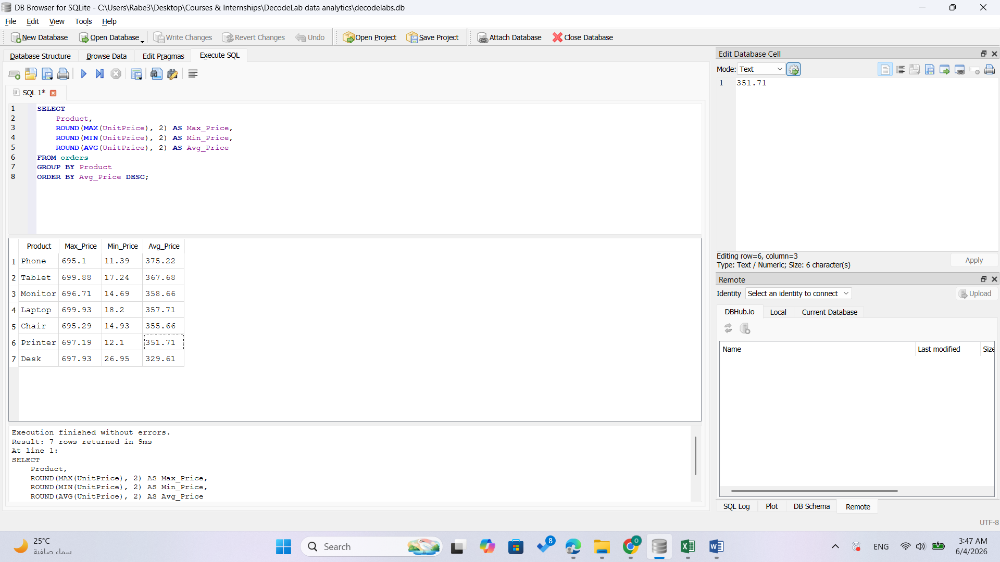 DB Browser for SQLite - C:\Users\Rabe3\Desktop\Courses & Internships\DecodeLab data analytics\decodelabs.db
File Edit View Tools Help
New Database Open Database Write Changes Revert Changes Undo Open Project Save Project Attach Database Close Database
Database Structure Browse Data Edit Pragmas Execute SQL
SQL 1*
1 SELECT
2 Product,
3 ROUND(MAX(UnitPrice), 2) AS Max_Price,
4 ROUND(MIN(UnitPrice), 2) AS Min_Price,
5 ROUND(AVG(UnitPrice), 2) AS Avg_Price
6 FROM orders
7 GROUP BY Product
8 ORDER BY Avg_Price DESC;
Product Max_Price Min_Price Avg_Price
1 Phone 695.1 11.39 375.22
2 Tablet 699.88 17.24 367.68
3 Monitor 696.71 14.69 358.66
4 Laptop 699.93 18.2 357.71
5 Chair 695.29 14.93 355.66
6 Printer 697.19 12.1 351.71
7 Desk 697.93 26.95 329.61
Execution finished without errors.
Result: 7 rows returned in 9ms
At line 1:
SELECT
Product,
ROUND(MAX(UnitPrice), 2) AS Max_Price,
ROUND(MIN(UnitPrice), 2) AS Min_Price,
ROUND(AVG(UnitPrice), 2) AS Avg_Price
Edit Database Cell
Mode: Text
1 351.71
Editing row=6, column=3
Type: Text / Numeric; Size: 6 character(s)
Apply
Remote
Identity Select an identity to connect Upload
DBHub.io Local Current Database
Name Last modified Size
SQL Log Plot DB Schema Remote
UTF-8
25°C
سماء صافية
Search
8
ENG
3:47 AM
6/4/2026